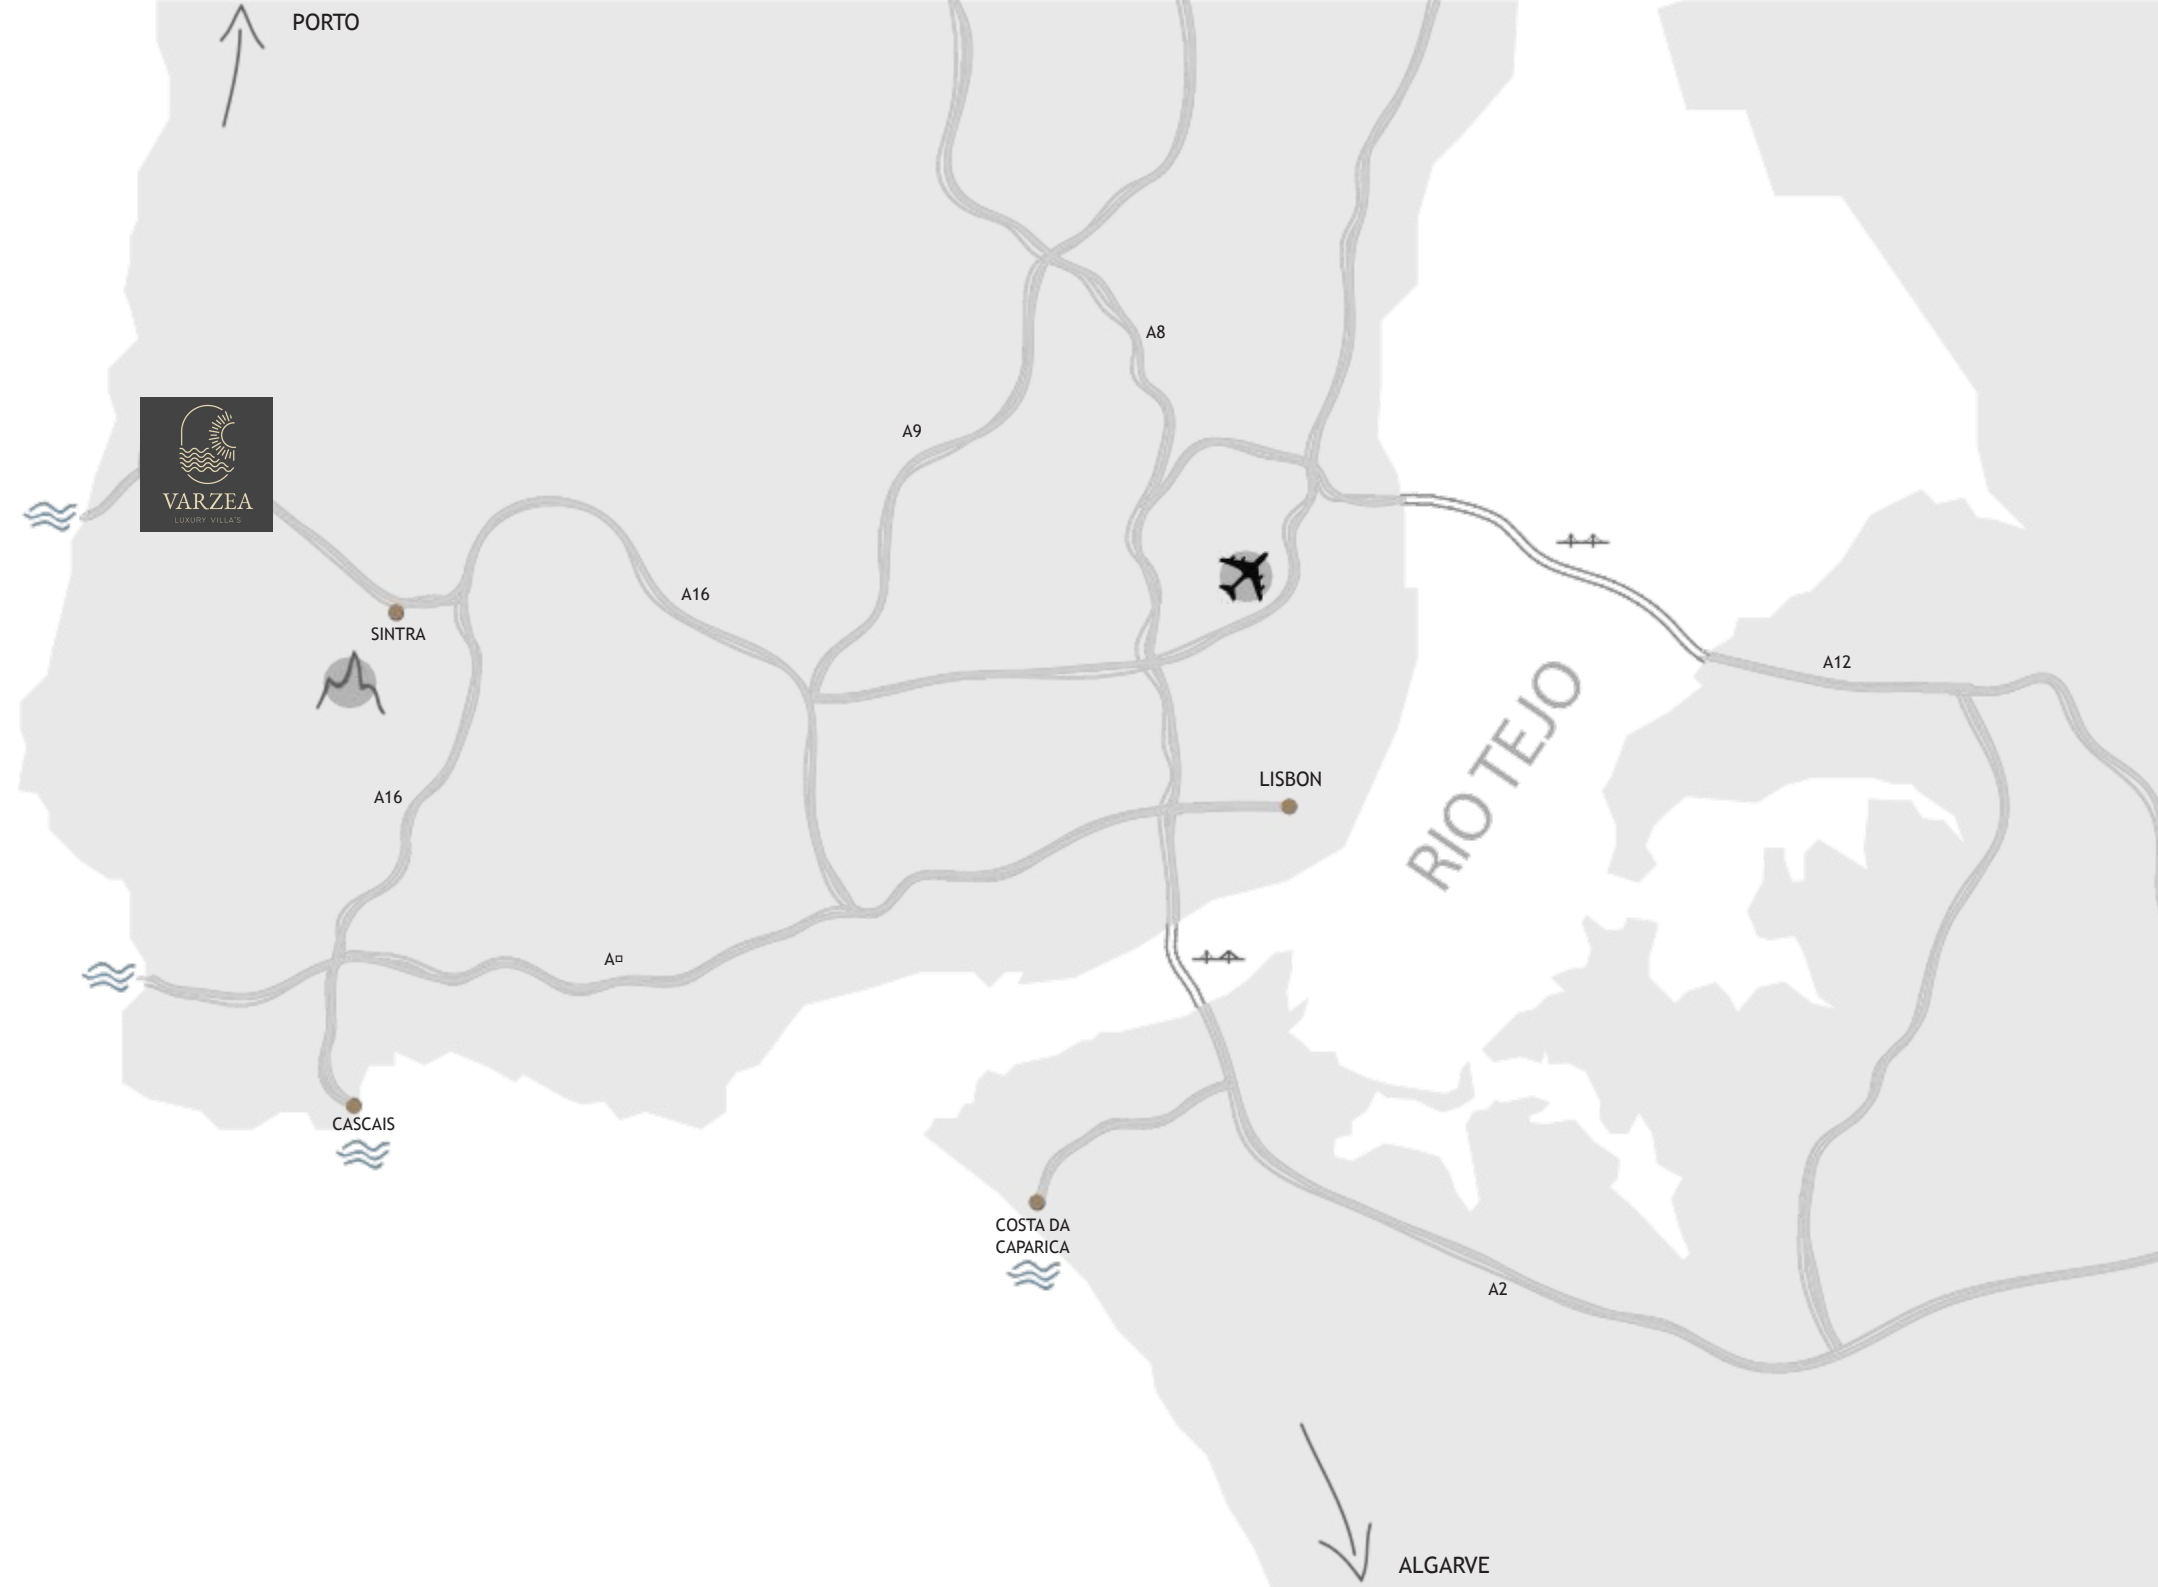 PORTO
A8
A9
VARZEA
LUXURY VILLA'S
A16
SINTRA
A12
RIO TEJO
LISBON
A16
A▫
CASCAIS
COSTA DA
CAPARICA
A2
ALGARVE